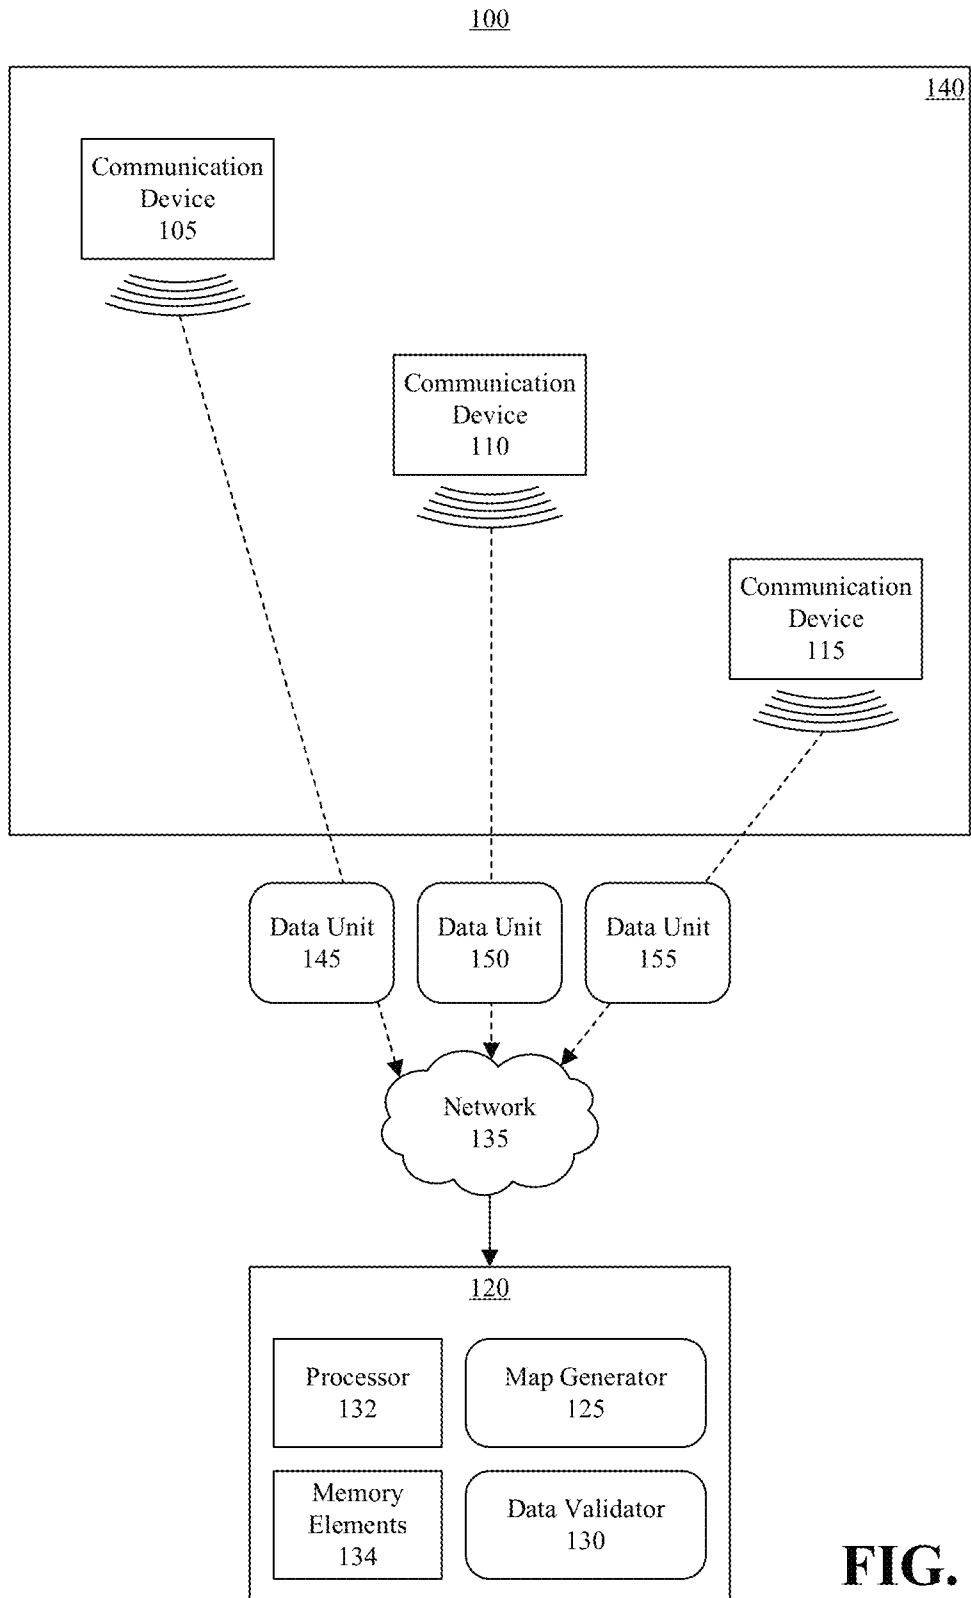 100
140
Communication
Device
105
Communication
Device
110
Communication
Device
115
Data Unit
145
Data Unit
150
Data Unit
155
Network
135
120
Processor
132
Map Generator
125
Memory
Elements
134
Data Validator
130
FIG.